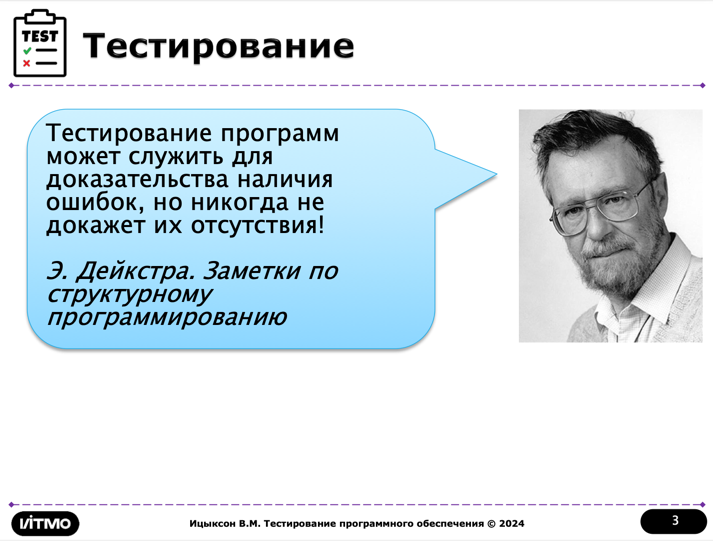 TEST
Тестирование
Тестирование программ
может служить для
доказательства наличия
ошибок, но никогда не
докажет их отсутствия!
Э. Дейкстра. Заметки по
структурному
программированию
ИТМО
Ицыксон В.М. Тестирование программного обеспечения © 2024
3